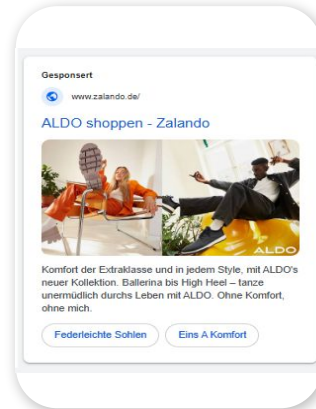 Gesponsert
www.zalando.de/
ALDO shoppen - Zalando
ALDO
Komfort der Extraklasse und in jedem Style, mit ALDO's
neuer Kollektion. Ballerina bis High Heel – tanze
unermüdlich durchs Leben mit ALDO. Ohne Komfort,
ohne mich.
Federleichte Sohlen
Eins A Komfort